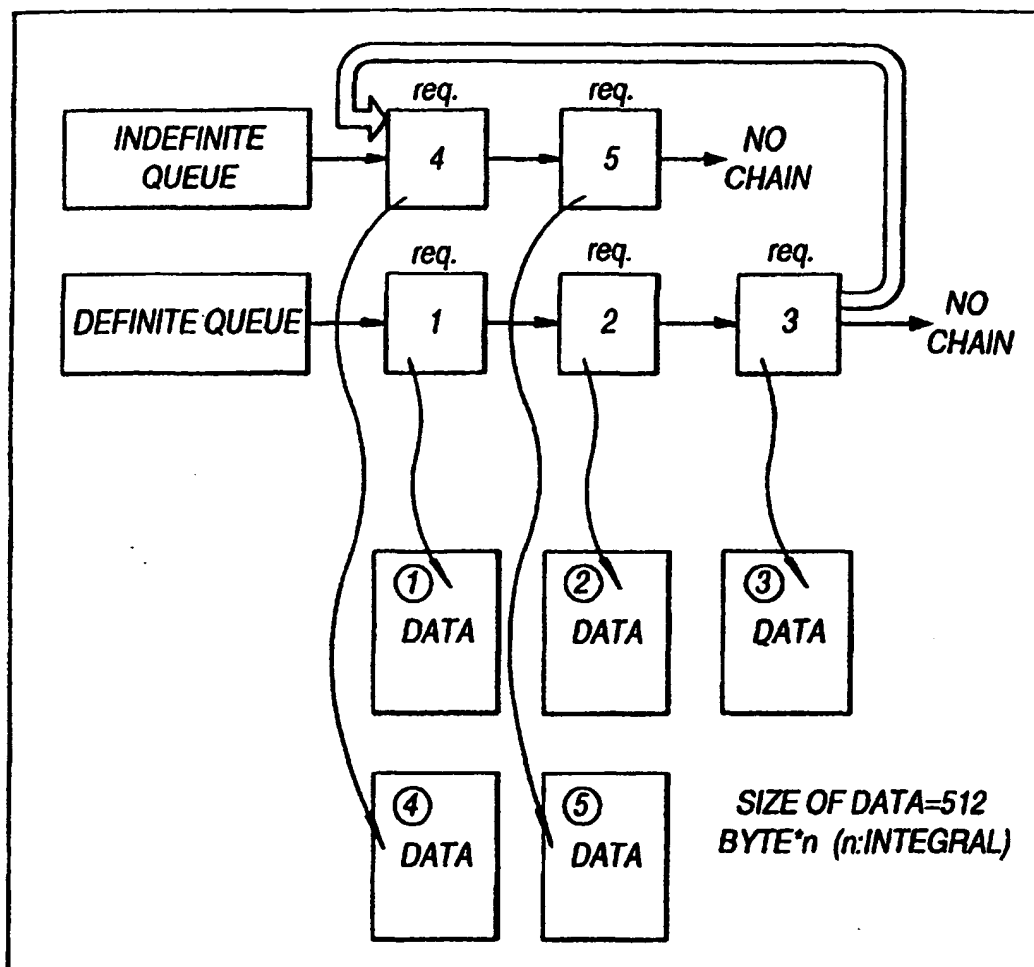 req.
req.
INDEFINITE
QUEUE
4
5
NO
CHAIN
req.
req.
req.
DEFINITE QUEUE
1
2
3
NO
CHAIN
1
DATA
2
DATA
3
DATA
4
DATA
5
DATA
SIZE OF DATA=512
BYTE*n (n:INTEGRAL)